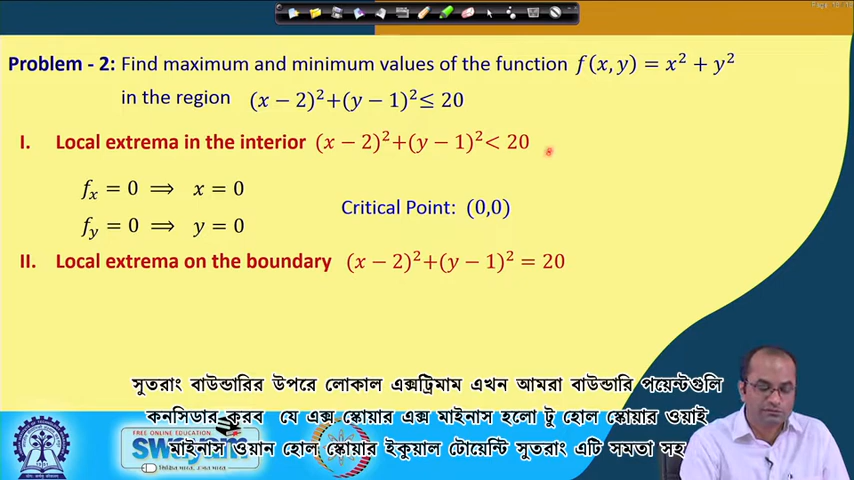 Problem - 2: Find maximum and minimum values of the function f(x, y) = x² + y²
in the region (x − 2)²+(y − 1)²≤ 20
I. Local extrema in the interior (x − 2)²+(y − 1)²< 20
fₓ = 0 ⟹ x = 0
Critical Point: (0,0)
f_y = 0 ⟹ y = 0
II. Local extrema on the boundary (x − 2)²+(y − 1)² = 20
সুতরাং বাউন্ডারির উপরে লোকাল এক্সট্রিমাম এখন আমরা বাউন্ডারি পয়েন্টগুলি
কনসিডার করব যে এক্স স্কোয়ার এক্স মাইনাস হলো টু হোল স্কোয়ার ওয়াই
মাইনাস ওয়ান হোল স্কোয়ার ইকুয়াল টোয়েন্টি সুতরাং এটি সমতা সহ
FREE ONLINE EDUCATION